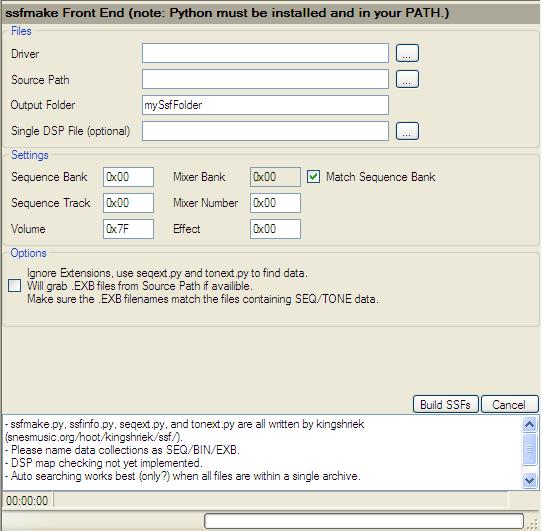 ssfmake Front End (note: Python must be installed and in your PATH.)
Files
Driver ...
Source Path ...
Output Folder mySsfFolder
Single DSP File (optional) ...
Settings
Sequence Bank 0x00 Mixer Bank 0x00 Match Sequence Bank
Sequence Track 0x00 Mixer Number 0x00
Volume 0x7F Effect 0x00
Options
Ignore Extensions, use seqext.py and tonext.py to find data.
Will grab .EXB files from Source Path if availible.
Make sure the .EXB filenames match the files containing SEQ/TONE data.
Build SSFs Cancel
- ssfmake.py, ssfinfo.py, seqext.py, and tonext.py are all written by kingshriek
(snesmusic.org/hoot/kingshriek/ssf/).
- Please name data collections as SEQ/BIN/EXB.
- DSP map checking not yet implemented.
- Auto searching works best (only?) when all files are within a single archive.
00:00:00